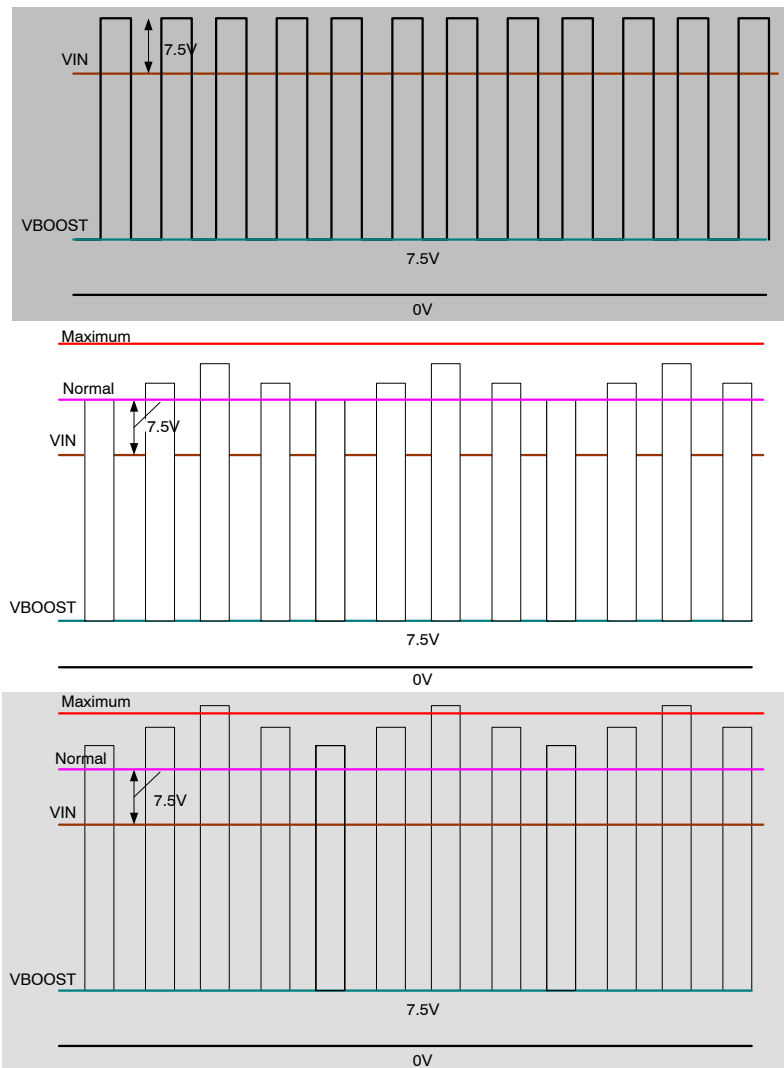 7.5V
VIN
VBOOST
7.5V
0V
Maximum
Normal
7.5V
VIN
VBOOST
7.5V
0V
Maximum
Normal
7.5V
VIN
VBOOST
7.5V
0V